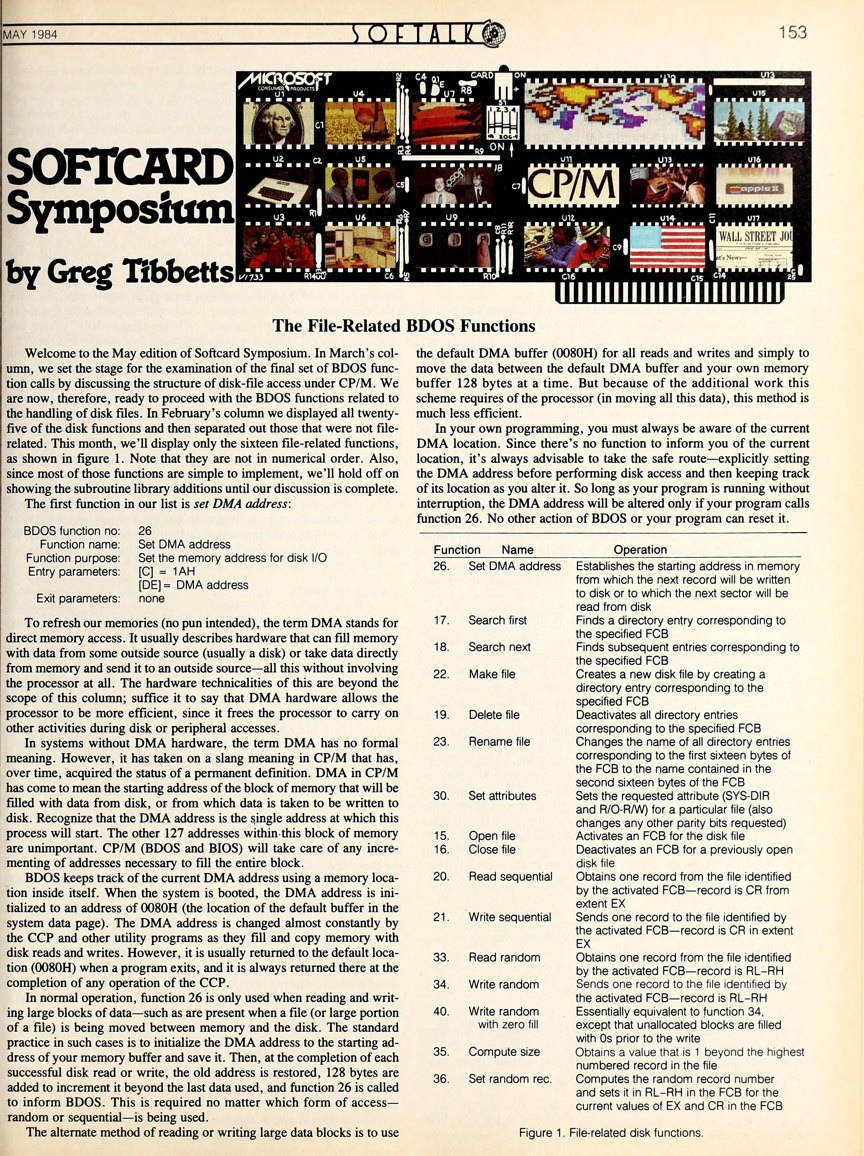 MAY 1984
SOFTALK
153
MICROSOFT
CONSUMER PRODUCTS
U1
U4
R2
C4
Q1
E
U7
R8
CARD
ON
S1
1 2 3 4
U13
U15
C1
R3
R4
R9
ON
U2
C2
U5
J8
U11
U13
U16
C5
C7
CP/M
apple II
R1
U3
U6
R6
R7
U9
C8
R11
U12
C9
U14
C11
U17
WALL STREET JOU
at's News—
V1733
R1400
C6
R5
R10
C16
C15
C14
SOFTCARD
Symposium
by Greg Tibbetts
The File-Related BDOS Functions
Welcome to the May edition of Softcard Symposium. In March's col-
umn, we set the stage for the examination of the final set of BDOS func-
tion calls by discussing the structure of disk-file access under CP/M. We
are now, therefore, ready to proceed with the BDOS functions related to
the handling of disk files. In February's column we displayed all twenty-
five of the disk functions and then separated out those that were not file-
related. This month, we'll display only the sixteen file-related functions,
as shown in figure 1. Note that they are not in numerical order. Also,
since most of those functions are simple to implement, we'll hold off on
showing the subroutine library additions until our discussion is complete.
The first function in our list is set DMA address:
BDOS function no: 26
Function name: Set DMA address
Function purpose: Set the memory address for disk I/O
Entry parameters: [C] = 1AH
[DE]= DMA address
Exit parameters: none
To refresh our memories (no pun intended), the term DMA stands for
direct memory access. It usually describes hardware that can fill memory
with data from some outside source (usually a disk) or take data directly
from memory and send it to an outside source—all this without involving
the processor at all. The hardware technicalities of this are beyond the
scope of this column; suffice it to say that DMA hardware allows the
processor to be more efficient, since it frees the processor to carry on
other activities during disk or peripheral accesses.
In systems without DMA hardware, the term DMA has no formal
meaning. However, it has taken on a slang meaning in CP/M that has,
over time, acquired the status of a permanent definition. DMA in CP/M
has come to mean the starting address of the block of memory that will be
filled with data from disk, or from which data is taken to be written to
disk. Recognize that DMA address is the single address at which this
process will start. The other 127 addresses within this block of memory
are unimportant. CP/M (BDOS and BIOS) will take care of any incre-
menting of addresses necessary to fill the entire block.
BDOS keeps track of the current DMA address using a memory loca-
tion inside itself. When the system is booted, the DMA address is ini-
tialized to an address of 0080H (the location of the default buffer in the
system data page). The DMA address is changed almost constantly by
the CCP and other utility programs as they fill and copy memory with
disk reads and writes. However, it is usually returned to the default loca-
tion (0080H) when a program exits, and it is always returned there at the
completion of any operation of the CCP.
In normal operation, function 26 is only used when reading and writ-
ing large blocks of data—such as are present when a file (or large portion
of a file) is being moved between memory and the disk. The standard
practice in such cases is to initialize the DMA address to the starting ad-
dress of your memory buffer and save it. Then, at the completion of each
successful disk read or write, the old address is restored, 128 bytes are
added to increment it beyond the last data used, and function 26 is called
to inform BDOS. This is required no matter which form of access—
random or sequential—is being used.
The alternate method of reading or writing large data blocks is to use
the default DMA buffer (0080H) for all reads and writes and simply to
move the data between the default DMA buffer and your own memory
buffer 128 bytes at a time. But because of the additional work this
scheme requires of the processor (in moving all this data), this method is
much less efficient.
In your own programming, you must always be aware of the current
DMA location. Since there's no function to inform you of the current
location, it's always advisable to take the safe route—explicitly setting
the DMA address before performing disk access and then keeping track
of its location as you alter it. So long as your program is running without
interruption, the DMA address will be altered only if your program calls
function 26. No other action of BDOS or your program can reset it.
Function Name Operation
26. Set DMA address Establishes the starting address in memory
from which the next record will be written
to disk or to which the next sector will be
read from disk
17. Search first Finds a directory entry corresponding to
the specified FCB
18. Search next Finds subsequent entries corresponding to
the specified FCB
22. Make file Creates a new disk file by creating a
directory entry corresponding to the
specified FCB
19. Delete file Deactivates all directory entries
corresponding to the specified FCB
23. Rename file Changes the name of all directory entries
corresponding to the first sixteen bytes of
the FCB to the name contained in the
second sixteen bytes of the FCB
30. Set attributes Sets the requested attribute (SYS-DIR
and R/O-R/W) for a particular file (also
changes any other parity bits requested)
15. Open file Activates an FCB for the disk file
16. Close file Deactivates an FCB for a previously open
disk file
20. Read sequential Obtains one record from the file identified
by the activated FCB—record is CR from
extent EX
21. Write sequential Sends one record to the file identified by
the activated FCB—record is CR in extent
EX
33. Read random Obtains one record from the file identified
by the activated FCB—record is RL-RH
34. Write random Sends one record to the file identified by
the activated FCB—record is RL-RH
40. Write random Essentially equivalent to function 34,
with zero fill except that unallocated blocks are filled
with 0s prior to the write
35. Compute size Obtains a value that is 1 beyond the highest
numbered record in the file
36. Set random rec. Computes the random record number
and sets it in RL-RH in the FCB for the
current values of EX and CR in the FCB
Figure 1. File-related disk functions.